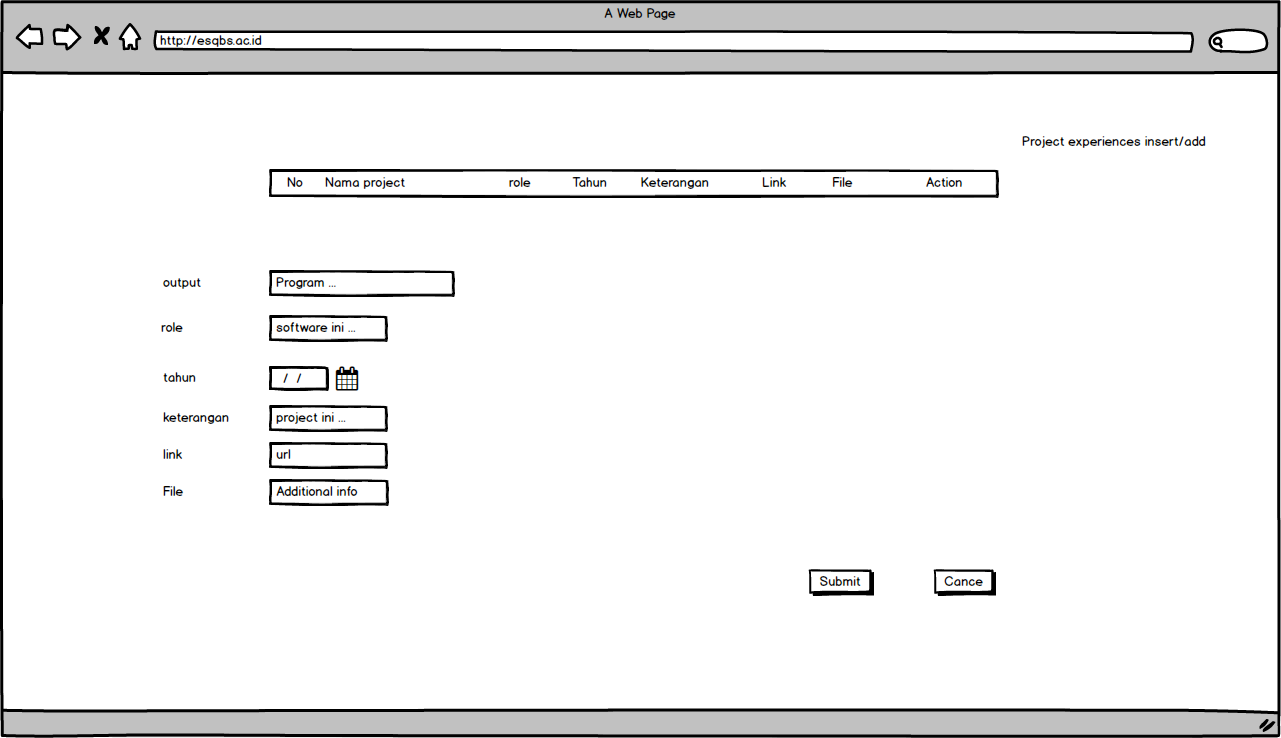 A Web Page
http://esqbs.ac.id
Project experiences insert/add
No Nama project role Tahun Keterangan Link File Action
output Program ...
role software ini ...
tahun / /
keterangan project ini ...
link url
File Additional info
Submit Cance